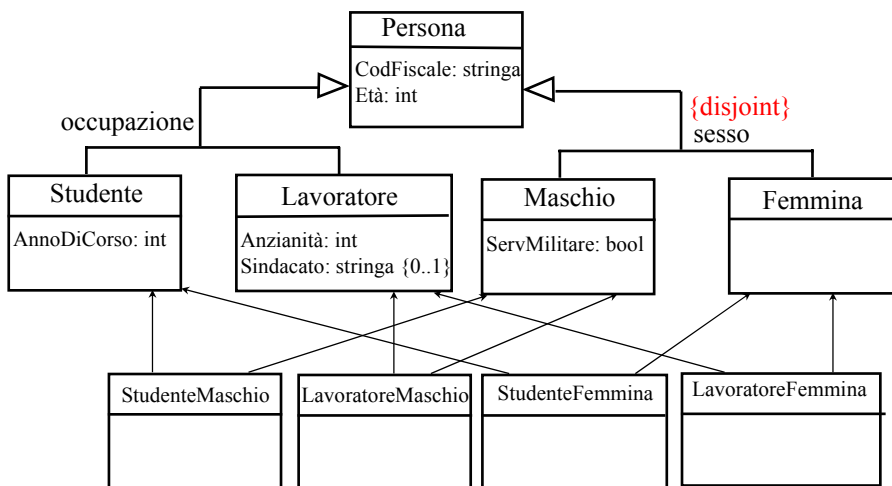 Persona
CodFiscale: stringa
Età: int
occupazione
{disjoint}
sesso
Studente
AnnoDiCorso: int
Lavoratore
Anzianità: int
Sindacato: stringa {0..1}
Maschio
ServMilitare: bool
Femmina
StudenteMaschio
LavoratoreMaschio
StudenteFemmina
LavoratoreFemmina